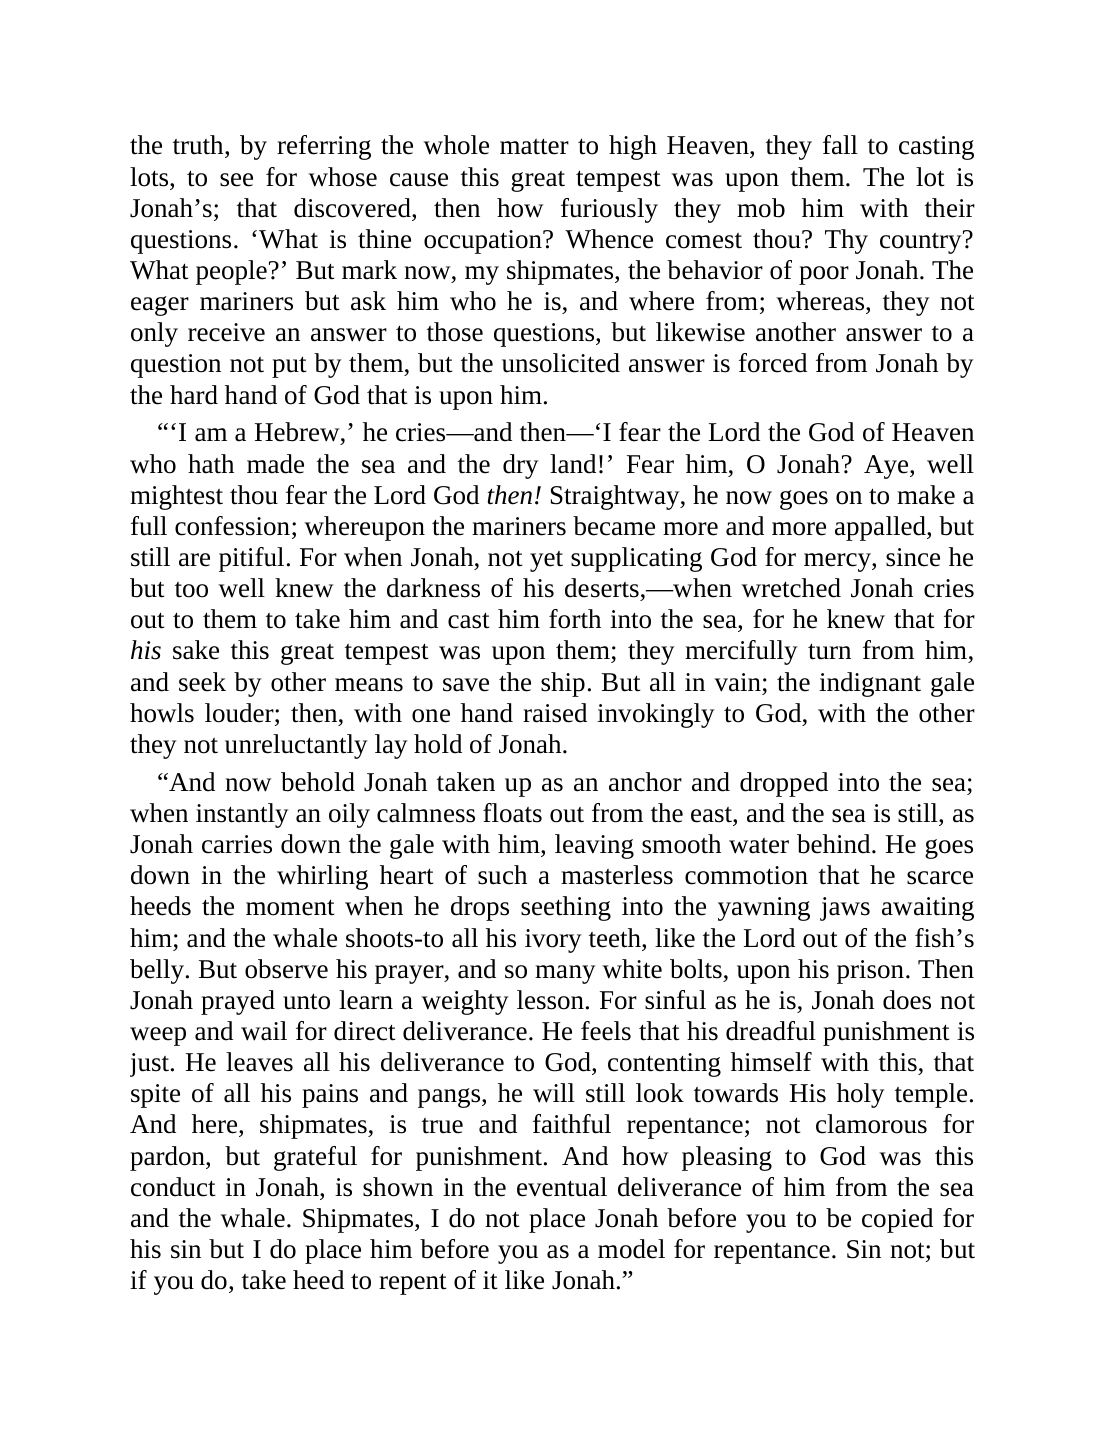 the truth, by referring the whole matter to high Heaven, they fall to casting
lots, to see for whose cause this great tempest was upon them. The lot is
Jonah’s; that discovered, then how furiously they mob him with their
questions. ‘What is thine occupation? Whence comest thou? Thy country?
What people?’ But mark now, my shipmates, the behavior of poor Jonah. The
eager mariners but ask him who he is, and where from; whereas, they not
only receive an answer to those questions, but likewise another answer to a
question not put by them, but the unsolicited answer is forced from Jonah by
the hard hand of God that is upon him.
“‘I am a Hebrew,’ he cries—and then—‘I fear the Lord the God of Heaven
who hath made the sea and the dry land!’ Fear him, O Jonah? Aye, well
mightest thou fear the Lord God then! Straightway, he now goes on to make a
full confession; whereupon the mariners became more and more appalled, but
still are pitiful. For when Jonah, not yet supplicating God for mercy, since he
but too well knew the darkness of his deserts,—when wretched Jonah cries
out to them to take him and cast him forth into the sea, for he knew that for
his sake this great tempest was upon them; they mercifully turn from him,
and seek by other means to save the ship. But all in vain; the indignant gale
howls louder; then, with one hand raised invokingly to God, with the other
they not unreluctantly lay hold of Jonah.
“And now behold Jonah taken up as an anchor and dropped into the sea;
when instantly an oily calmness floats out from the east, and the sea is still, as
Jonah carries down the gale with him, leaving smooth water behind. He goes
down in the whirling heart of such a masterless commotion that he scarce
heeds the moment when he drops seething into the yawning jaws awaiting
him; and the whale shoots-to all his ivory teeth, like the Lord out of the fish’s
belly. But observe his prayer, and so many white bolts, upon his prison. Then
Jonah prayed unto learn a weighty lesson. For sinful as he is, Jonah does not
weep and wail for direct deliverance. He feels that his dreadful punishment is
just. He leaves all his deliverance to God, contenting himself with this, that
spite of all his pains and pangs, he will still look towards His holy temple.
And here, shipmates, is true and faithful repentance; not clamorous for
pardon, but grateful for punishment. And how pleasing to God was this
conduct in Jonah, is shown in the eventual deliverance of him from the sea
and the whale. Shipmates, I do not place Jonah before you to be copied for
his sin but I do place him before you as a model for repentance. Sin not; but
if you do, take heed to repent of it like Jonah.”